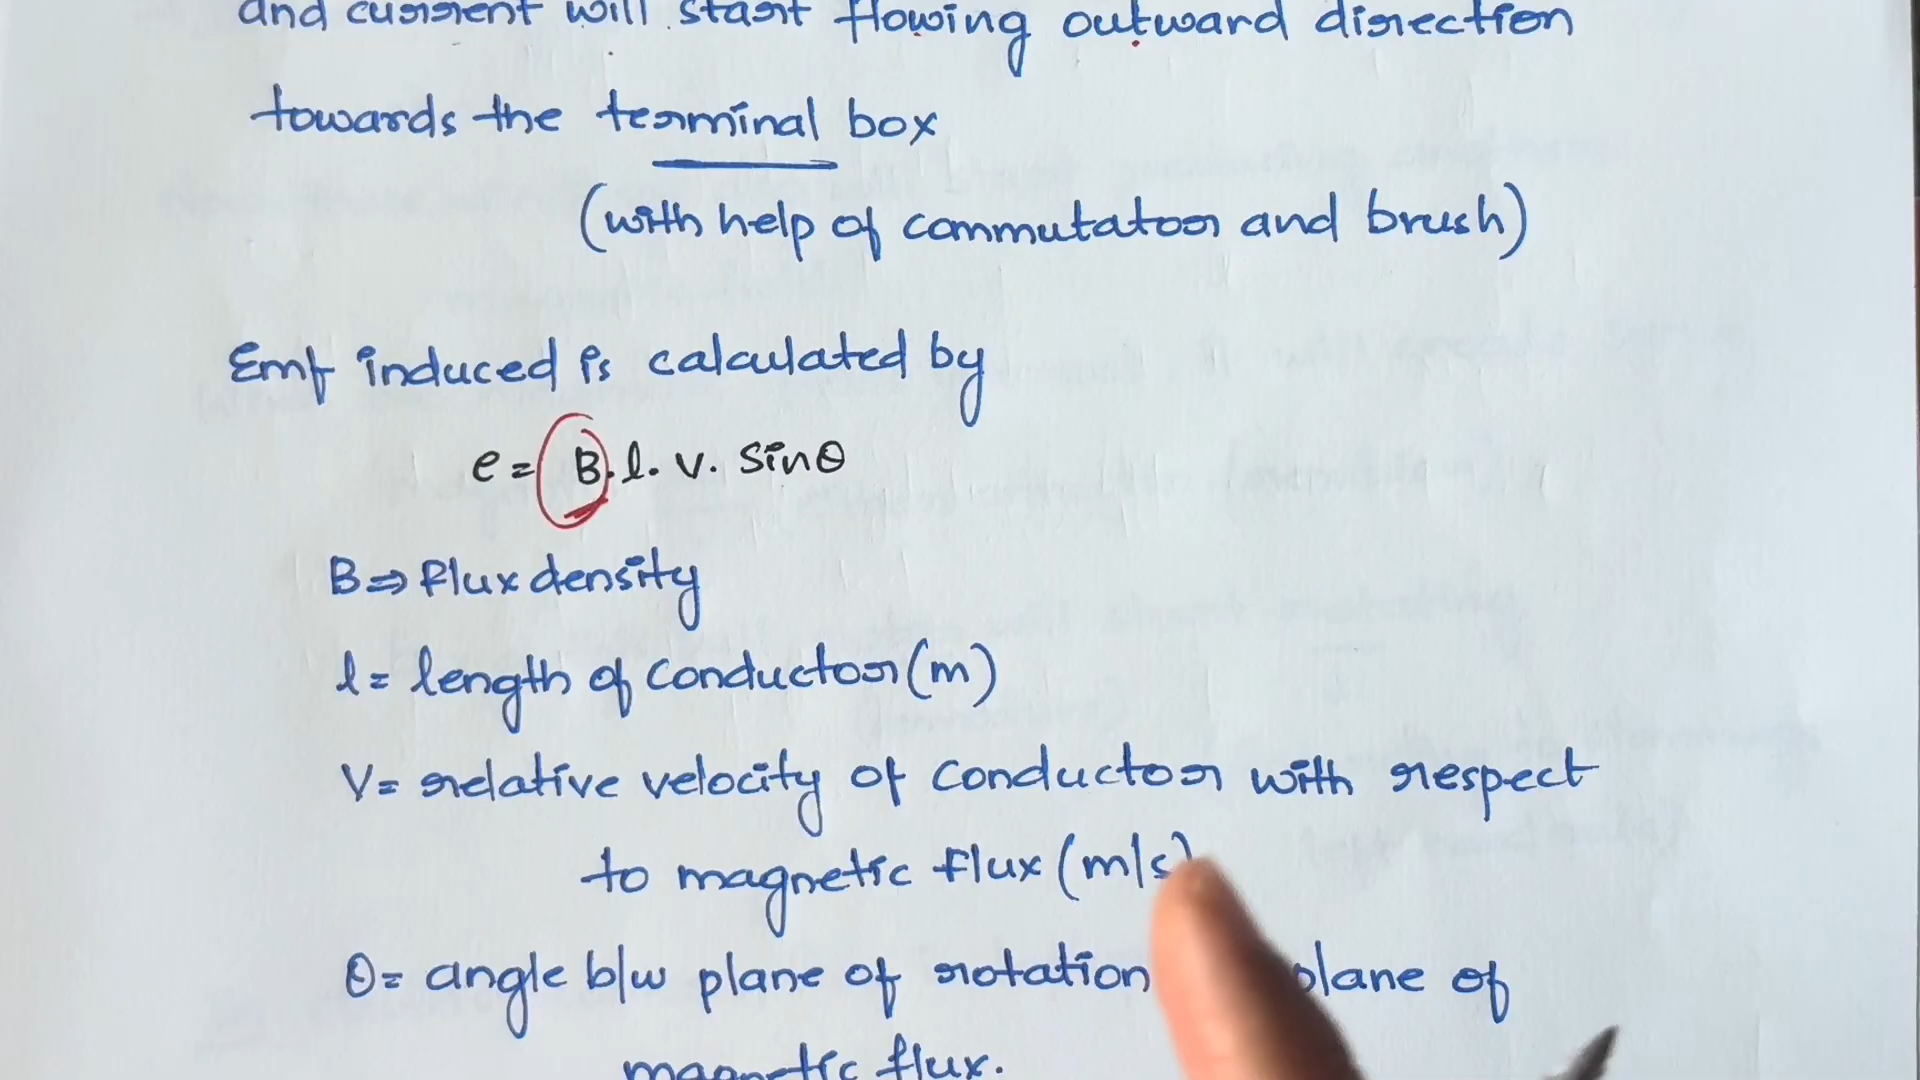 and current will start flowing outward direction
towards the terminal box
(with help of commutator and brush)
Emf induced is calculated by
e = B. l. v. sinθ
B ⇒ flux density
l = length of conductor (m)
V = relative velocity of conductor with respect
to magnetic flux (m/s)
θ = angle b/w plane of rotation plane of
magnetic flux.